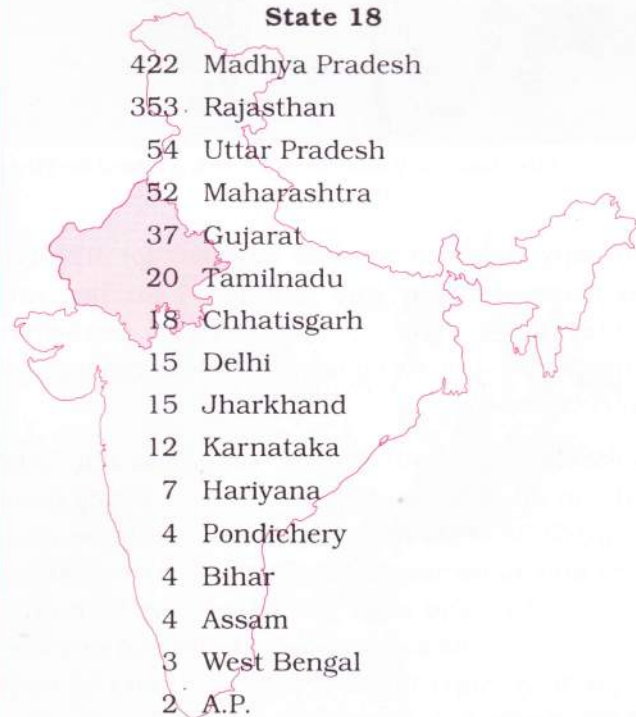 State 18
422 Madhya Pradesh
353 Rajasthan
54 Uttar Pradesh
52 Maharashtra
37 Gujarat
20 Tamilnadu
18 Chhatisgarh
15 Delhi
15 Jharkhand
12 Karnataka
7 Hariyana
4 Pondichery
4 Bihar
4 Assam
3 West Bengal
2 A.P.